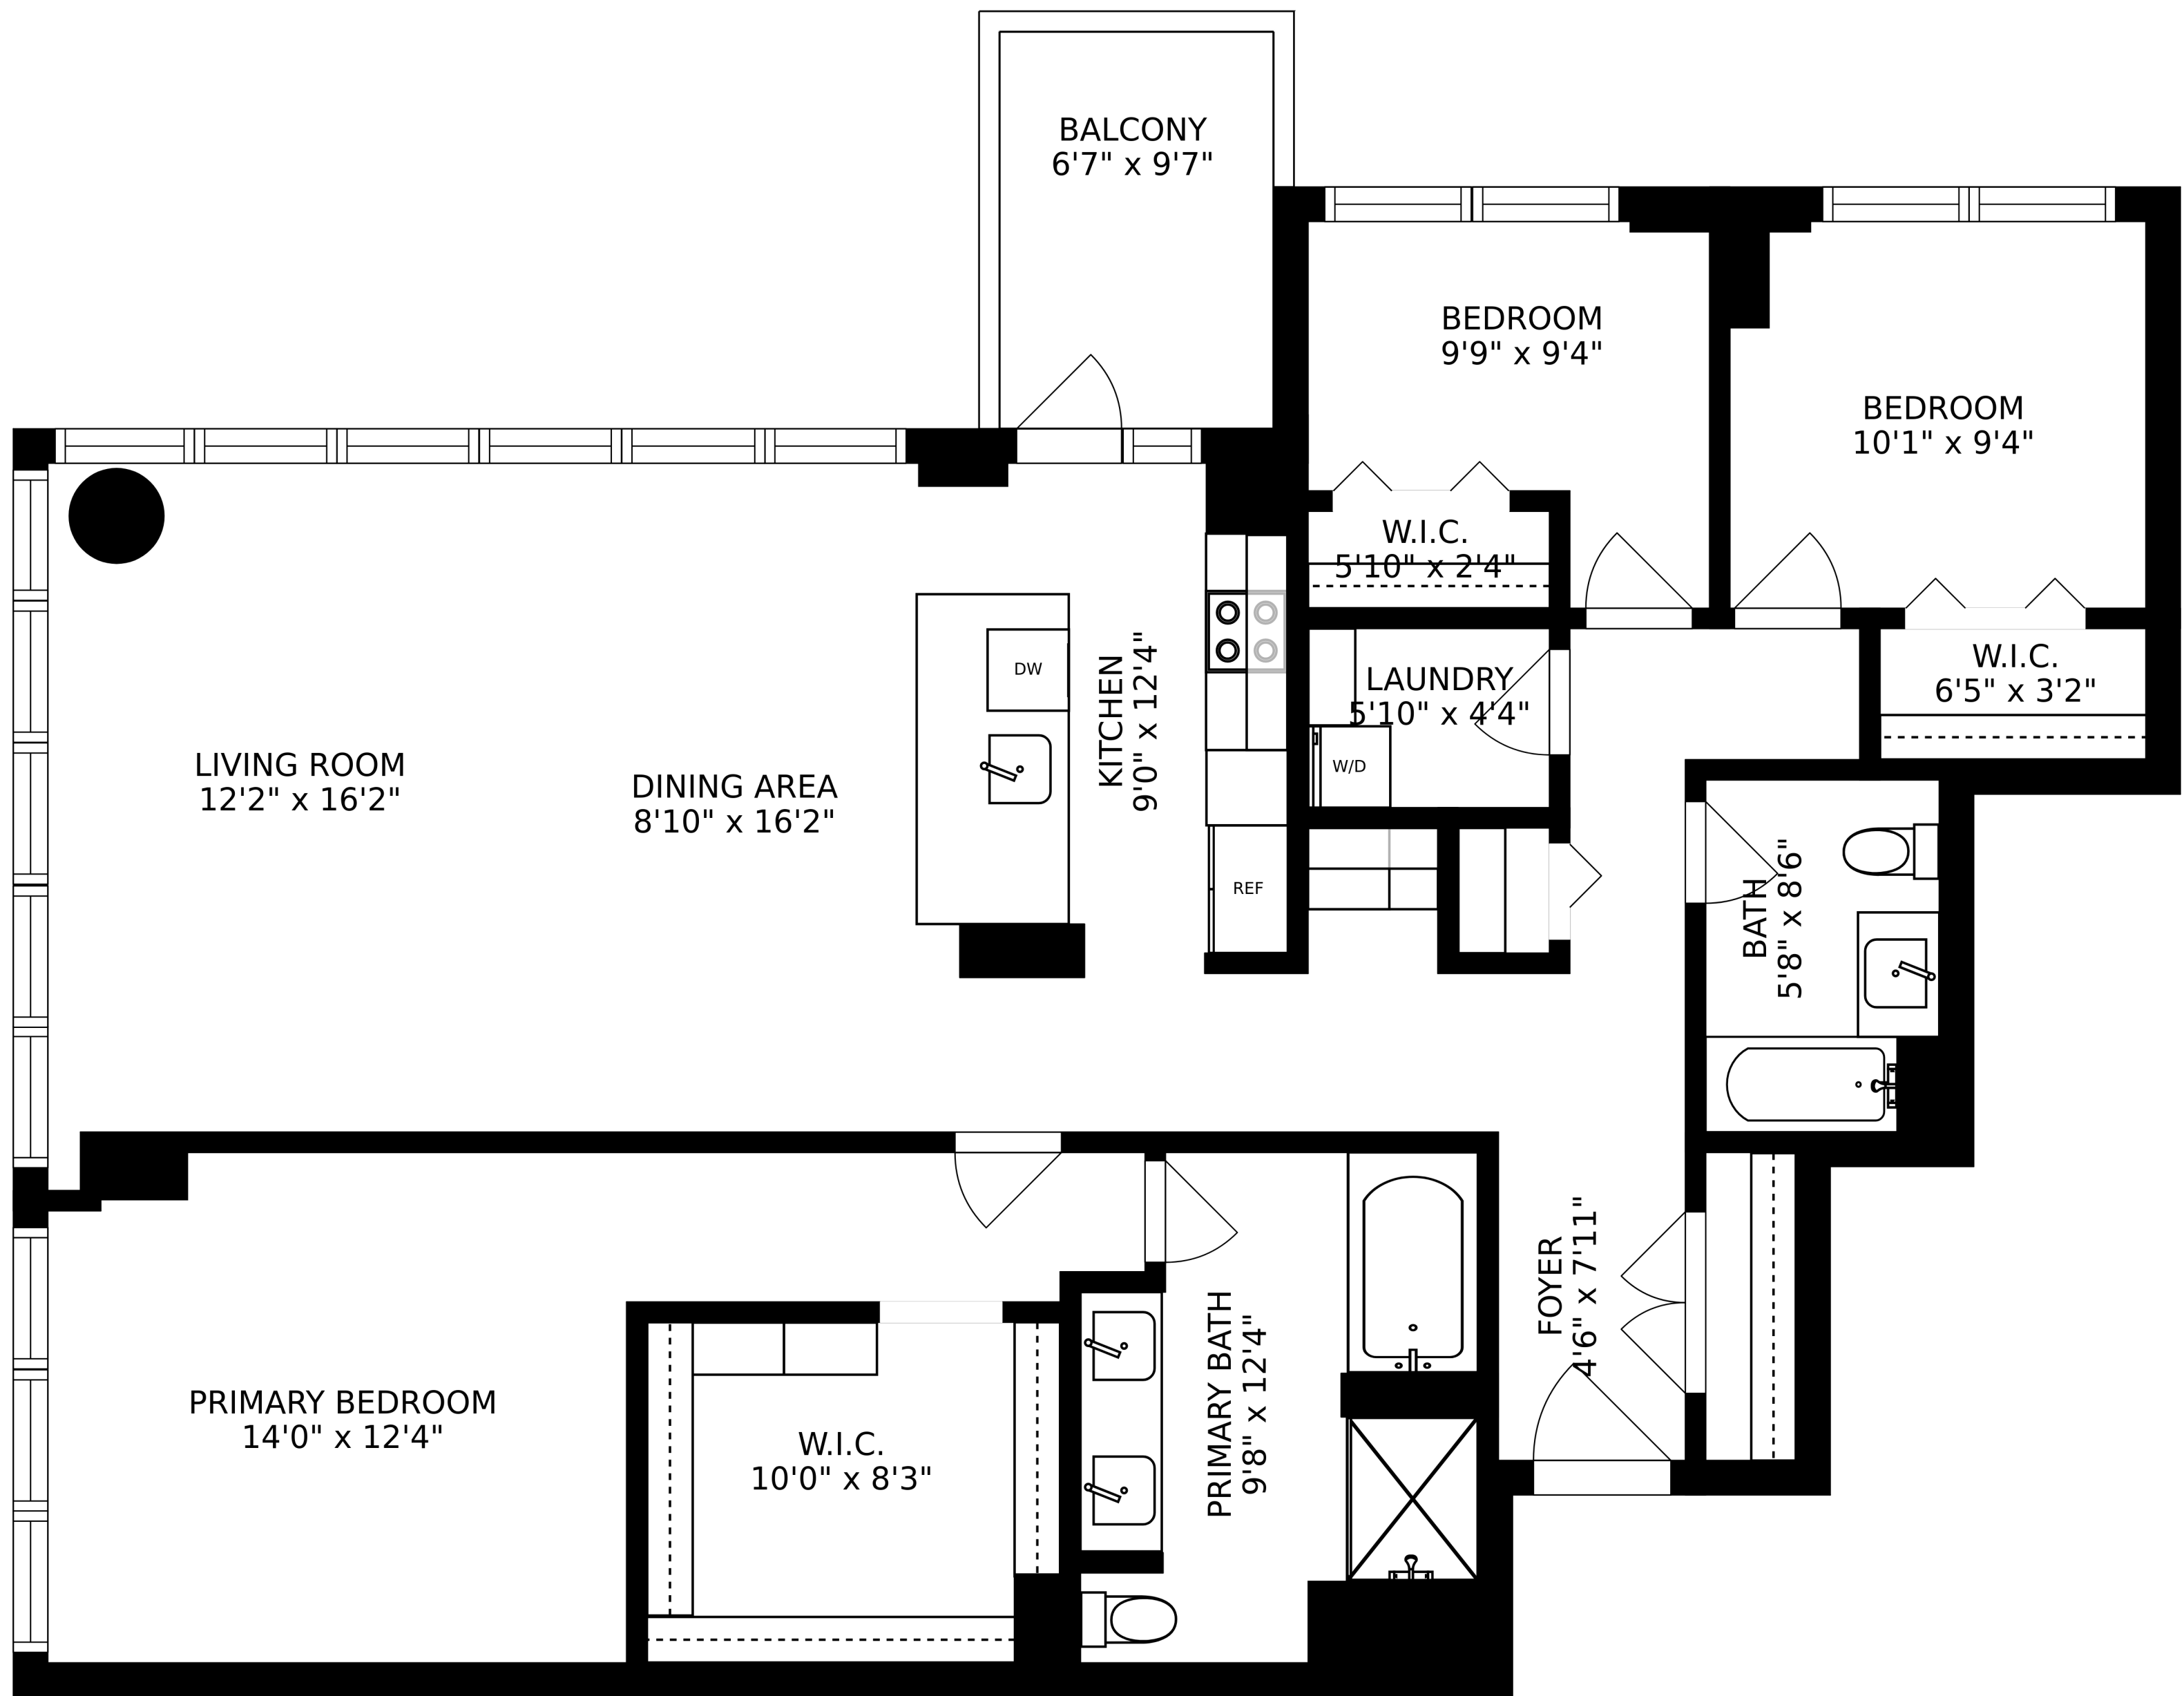 BALCONY
6'7" x 9'7"
BEDROOM
9'9" x 9'4"
BEDROOM
10'1" x 9'4"
W.I.C.
5'10" x 2'4"
LAUNDRY
5'10" x 4'4"
W/D
W.I.C.
6'5" x 3'2"
LIVING ROOM
12'2" x 16'2"
DINING AREA
8'10" x 16'2"
DW
KITCHEN
9'0" x 12'4"
REF
BATH
5'8" x 8'6"
FOYER
4'6" x 7'11"
PRIMARY BEDROOM
14'0" x 12'4"
W.I.C.
10'0" x 8'3"
PRIMARY BATH
9'8" x 12'4"